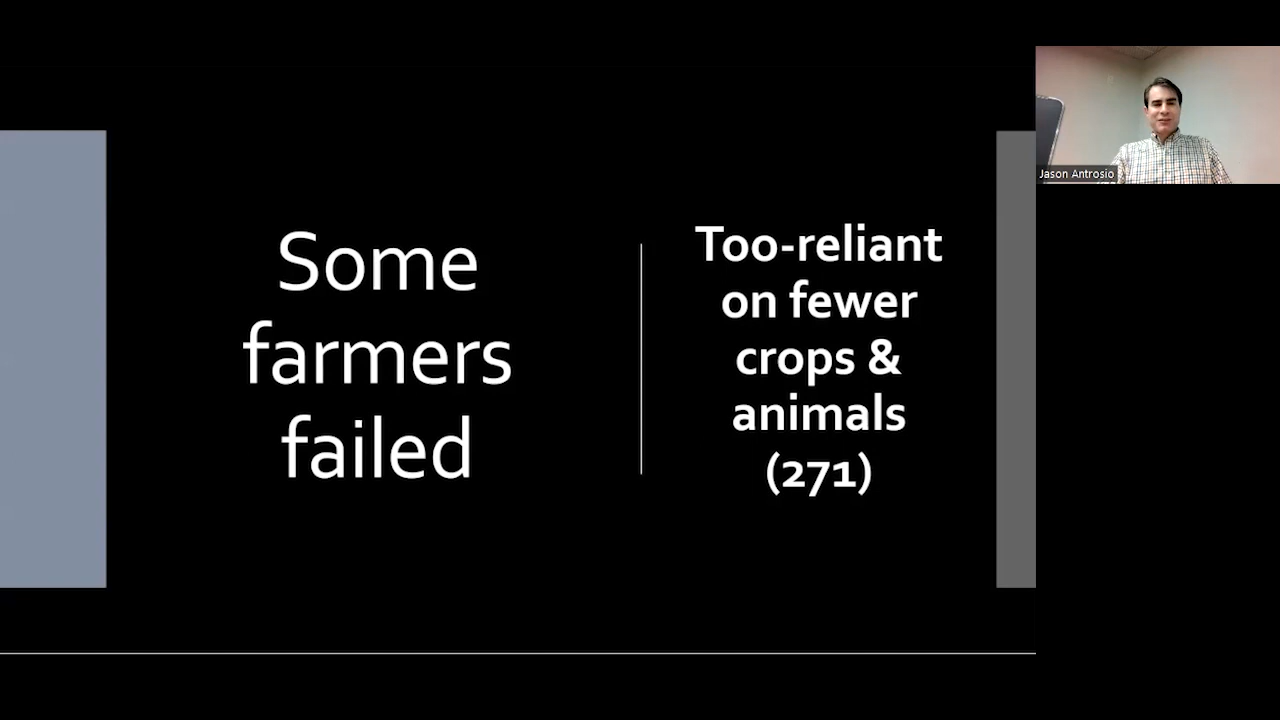 Some
farmers
failed
Too-reliant
on fewer
crops &
animals
(271)
Jason Antrosio